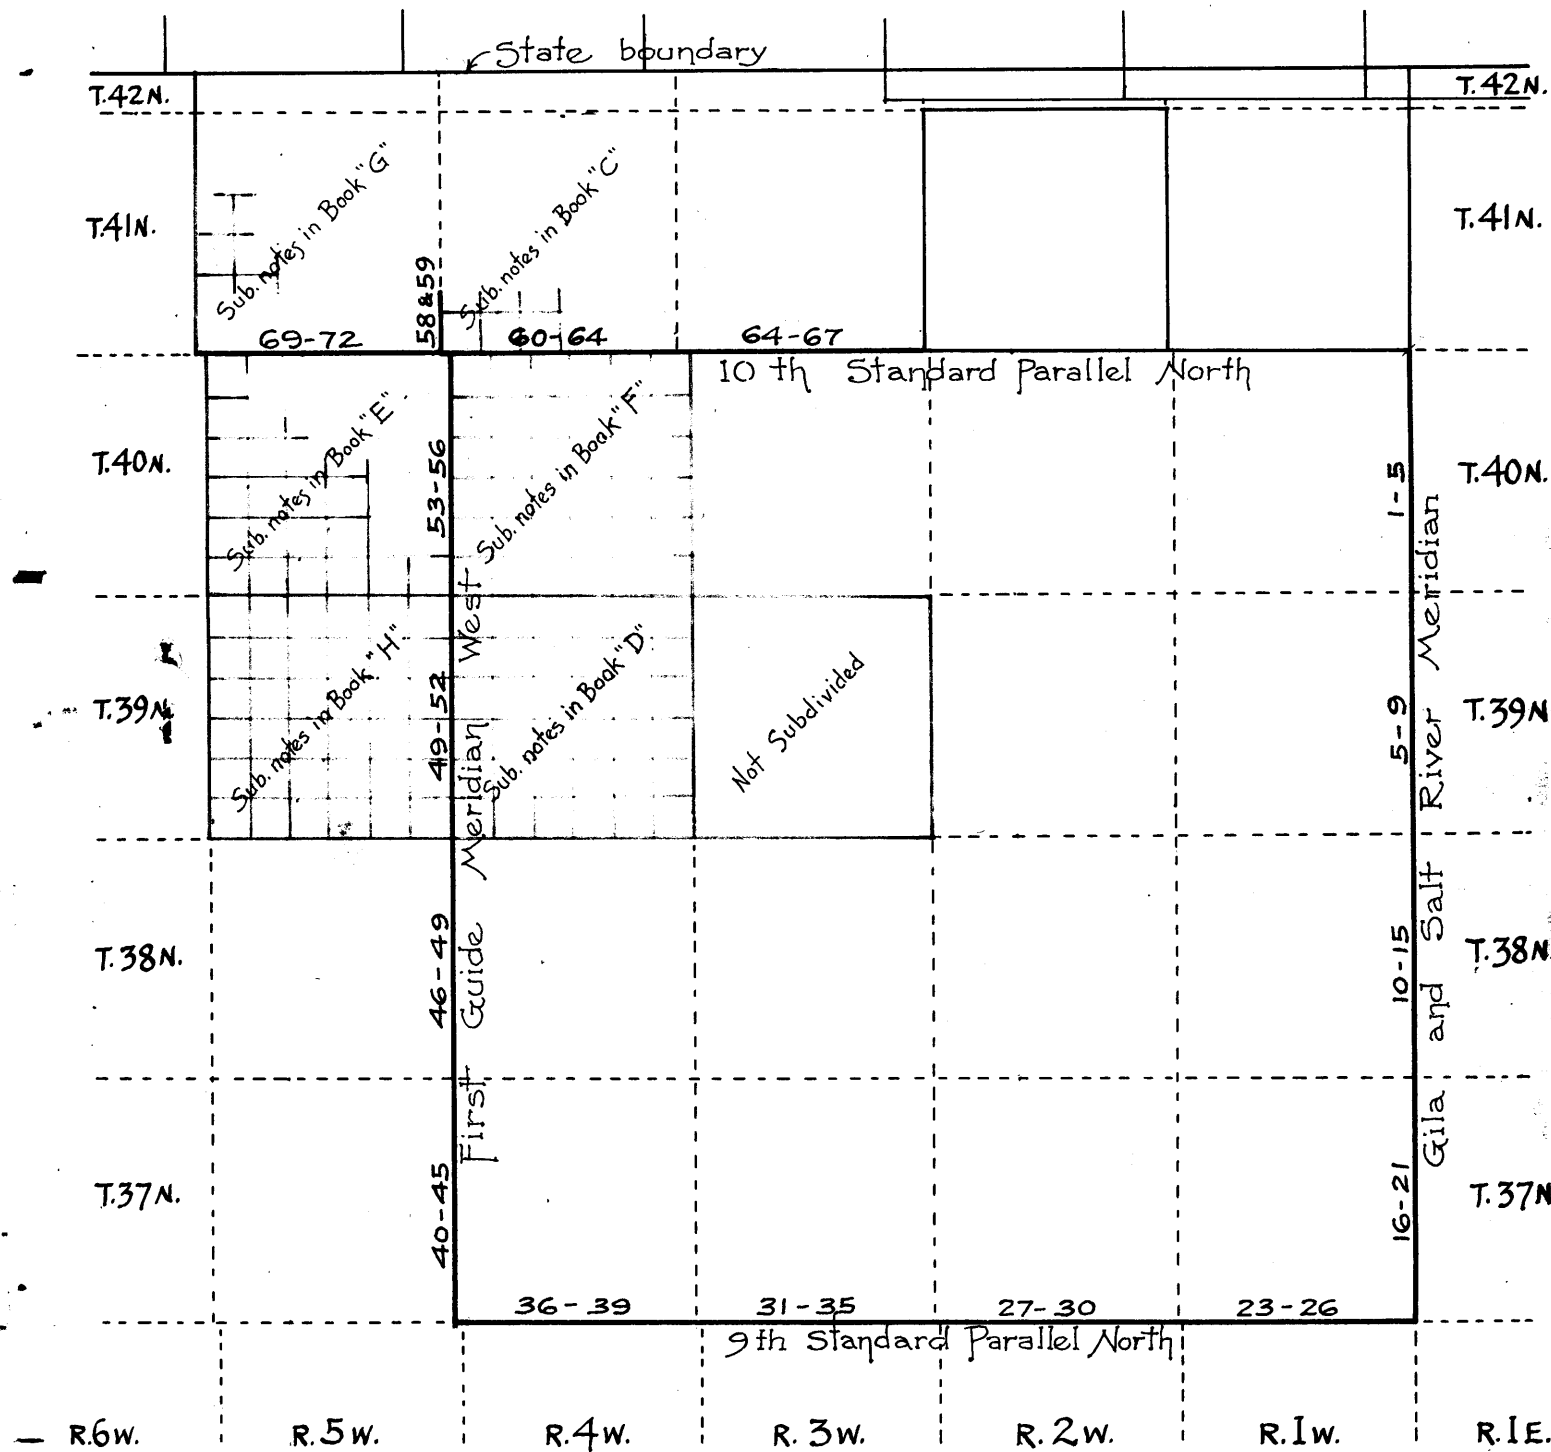 State boundary
T.42N.
T.42N.
Sub. notes in Book "G"
Sub. notes in Book "C"
T.41N.
T.41N.
58&59
69-72
60-64
64-67
10 th Standard Parallel North
Sub. notes in Book "E"
Sub. notes in Book "F"
T.40N.
53-56
1-5
T.40N.
Sub. notes in Book "H"
Sub. notes in Book "D"
Not Subdivided
T.39N
49-52
5-9
T.39N
First Guide Meridian West
Gila and Salt River Meridian
T.38N.
46-49
10-15
T.38N
T.37N.
40-45
16-21
T.37N
36-39
31-35
27-30
23-26
9th Standard Parallel North
R.6W.
R.5W.
R.4W.
R.3W.
R.2W.
R.1W.
R.1E.